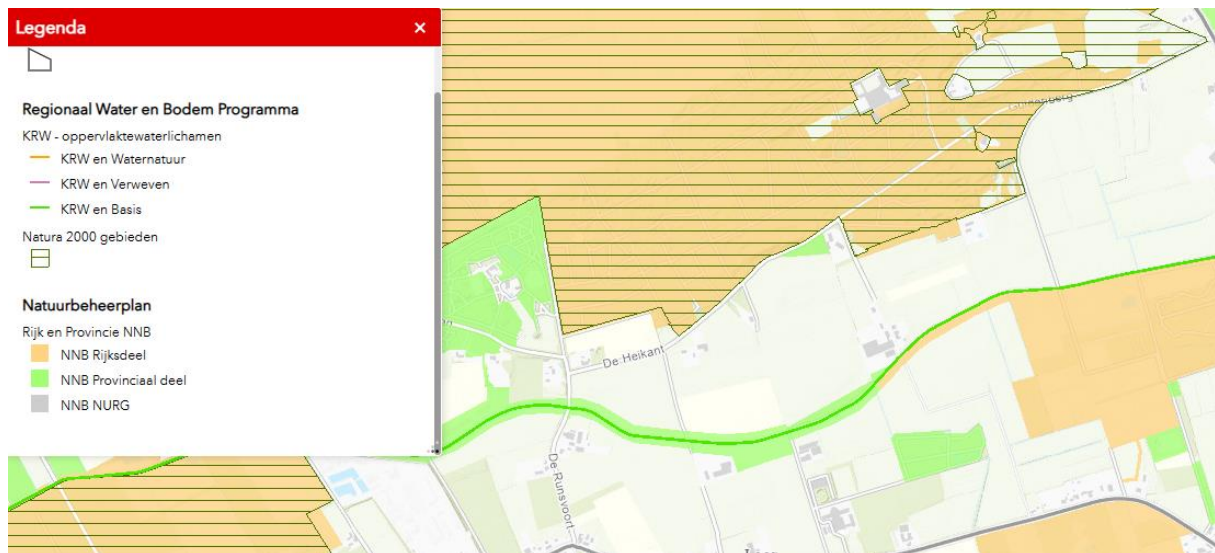 Legenda
×
Regionaal Water en Bodem Programma
KRW - oppervlaktewaterlichamen
KRW en Waternatuur
KRW en Verweven
KRW en Basis
Natura 2000 gebieden
Natuurbeheerplan
Rijk en Provincie NNB
NNB Rijksdeel
NNB Provinciaal deel
NNB NURG
De Heikant
De Runsvoort